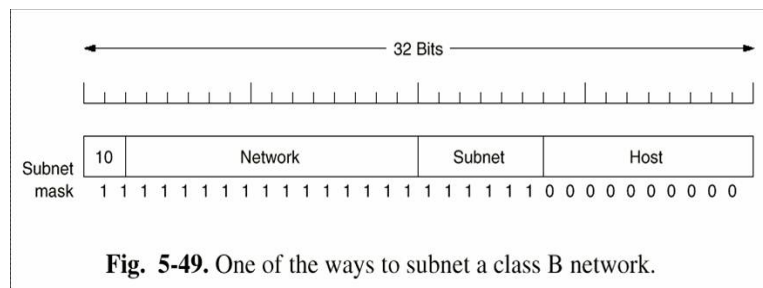 32 Bits
10 Network Subnet Host
Subnet
mask 1 1 1 1 1 1 1 1 1 1 1 1 1 1 1 1 1 1 1 1 1 1 0 0 0 0 0 0 0 0 0 0
Fig. 5-49. One of the ways to subnet a class B network.